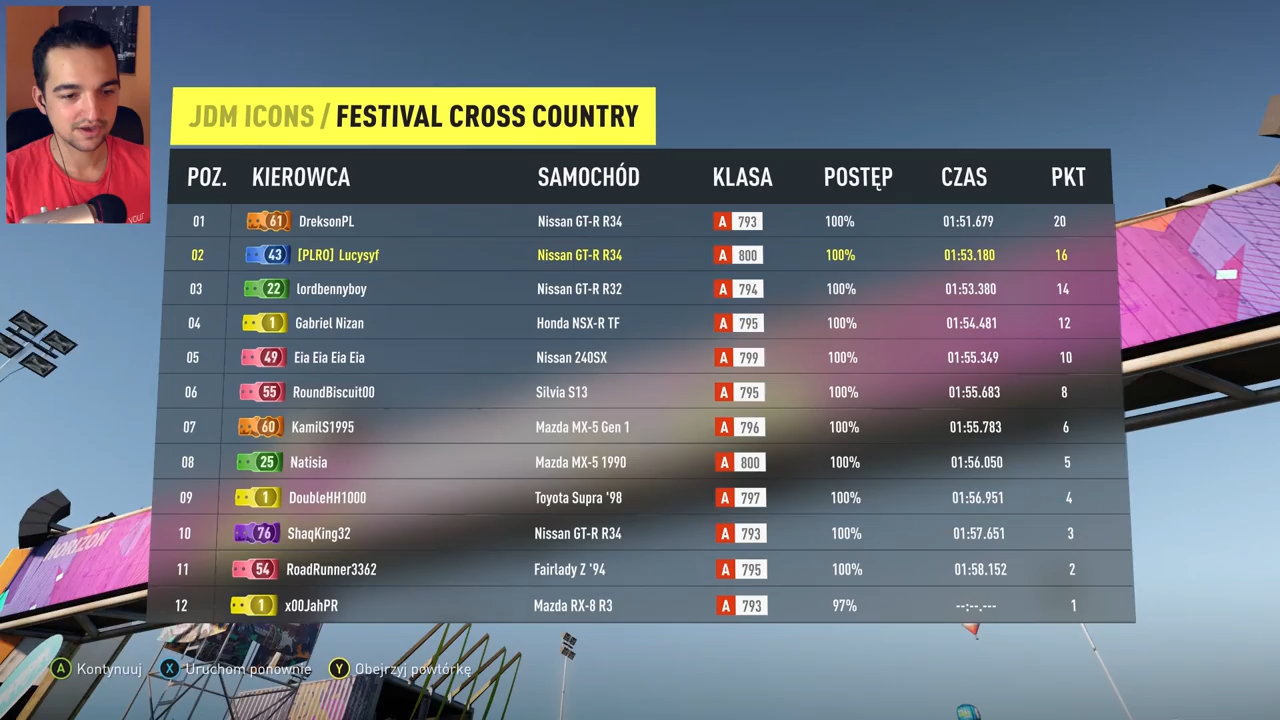 JDM ICONS / FESTIVAL CROSS COUNTRY
POZ. KIEROWCA SAMOCHÓD KLASA POSTĘP CZAS PKT
01 61 DreksonPL Nissan GT-R R34 A 793 100% 01:51.679 20
02 43 [PLRO] Lucysyf Nissan GT-R R34 A 800 100% 01:53.180 16
03 22 lordbennyboy Nissan GT-R R32 A 794 100% 01:53.380 14
04 1 Gabriel Nizan Honda NSX-R TF A 795 100% 01:54.481 12
05 49 Eia Eia Eia Eia Nissan 240SX A 799 100% 01:55.349 10
06 55 RoundBiscuit00 Silvia S13 A 795 100% 01:55.683 8
07 60 KamilS1995 Mazda MX-5 Gen 1 A 796 100% 01:55.783 6
08 25 Natisia Mazda MX-5 1990 A 800 100% 01:56.050 5
09 1 DoubleHH1000 Toyota Supra '98 A 797 100% 01:56.951 4
10 76 ShaqKing32 Nissan GT-R R34 A 793 100% 01:57.651 3
11 54 RoadRunner3362 Fairlady Z '94 A 795 100% 01:58.152 2
12 1 x00JahPR Mazda RX-8 R3 A 793 97% --:--.--- 1
HORIZON
A Kontynuuj X Uruchom ponownie Y Obejrzyj powtórkę